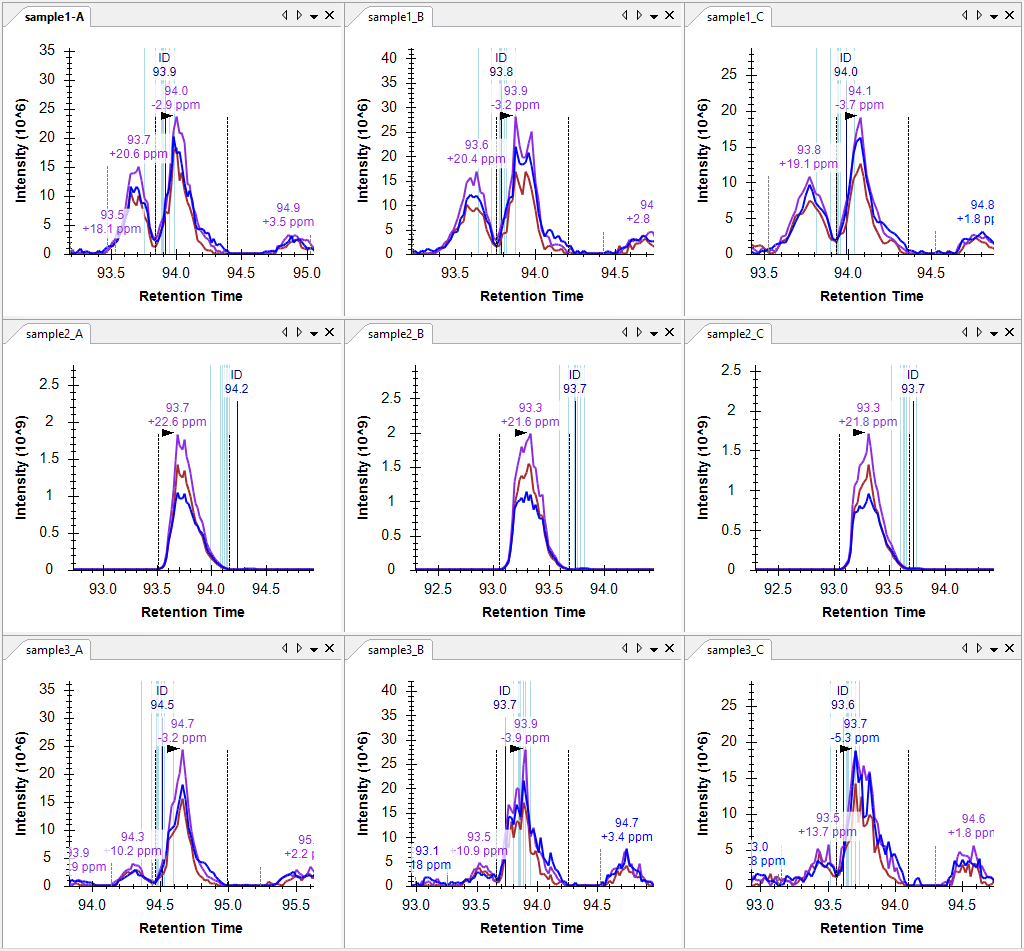 sample1-A
sample1_B
sample1_C
Intensity (10^6)
35
30
25
20
15
10
5
0
ID
93.9
94.0
-2.9 ppm
93.7
+20.6 ppm
93.5
+18.1 ppm
94.9
+3.5 ppm
93.5 94.0 94.5 95.0
Retention Time
Intensity (10^6)
40
35
30
25
20
15
10
5
0
ID
93.8
93.9
-3.2 ppm
93.6
+20.4 ppm
94
+2.8
93.5 94.0 94.5
Retention Time
Intensity (10^6)
25
20
15
10
5
0
ID
94.0
94.1
-3.7 ppm
93.8
+19.1 ppm
94.8
+1.8 pp
93.5 94.0 94.5
Retention Time
sample2_A
sample2_B
sample2_C
Intensity (10^9)
2.5
2
1.5
1
0.5
0
ID
94.2
93.7
+22.6 ppm
93.0 93.5 94.0 94.5
Retention Time
Intensity (10^9)
2.5
2
1.5
1
0.5
0
ID
93.7
93.3
+21.6 ppm
92.5 93.0 93.5 94.0
Retention Time
Intensity (10^9)
2.5
2
1.5
1
0.5
0
ID
93.7
93.3
+21.8 ppm
92.5 93.0 93.5 94.0
Retention Time
sample3_A
sample3_B
sample3_C
Intensity (10^6)
35
30
25
20
15
10
5
0
ID
94.5
94.7
-3.2 ppm
94.3
+10.2 ppm
93.9
9 ppm
95.
+2.2 p
94.0 94.5 95.0 95.5
Retention Time
Intensity (10^6)
40
35
30
25
20
15
10
5
0
ID
93.7
93.9
-3.9 ppm
93.5
+10.9 ppm
93.1
18 ppm
94.7
+3.4 ppm
93.0 93.5 94.0 94.5
Retention Time
Intensity (10^6)
25
20
15
10
5
0
ID
93.6
93.7
-5.3 ppm
93.5
+13.7 ppm
3.0
8 ppm
94.6
+1.8 ppm
93.0 93.5 94.0 94.5
Retention Time